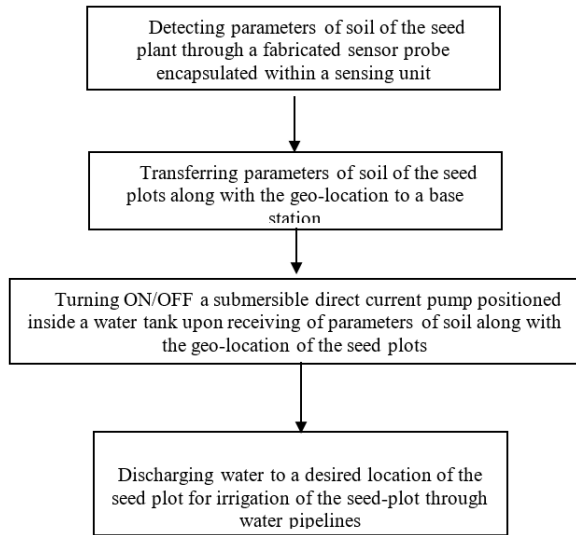 Detecting parameters of soil of the seed
plant through a fabricated sensor probe
encapsulated within a sensing unit
Transferring parameters of soil of the seed
plots along with the geo-location to a base
station
Turning ON/OFF a submersible direct current pump positioned
inside a water tank upon receiving of parameters of soil along with
the geo-location of the seed plots
Discharging water to a desired location of the
seed plot for irrigation of the seed-plot through
water pipelines